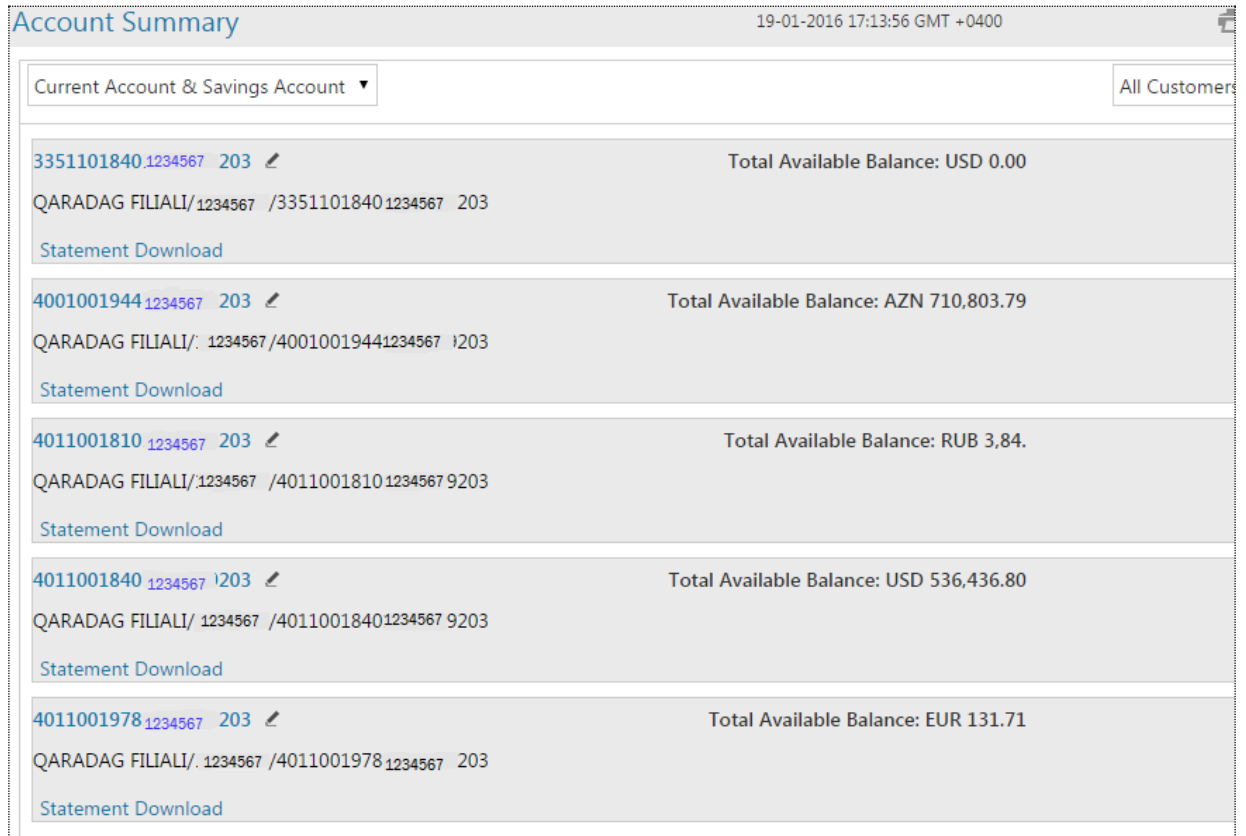 Account Summary 19-01-2016 17:13:56 GMT +0400
Current Account & Savings Account ▼ All Customers
3351101840 1234567 203 Total Available Balance: USD 0.00
QARADAG FILIALI/ 1234567 /3351101840 1234567 203
Statement Download
4001001944 1234567 203 Total Available Balance: AZN 710,803.79
QARADAG FILIALI/ 1234567/4001001944 1234567 203
Statement Download
4011001810 1234567 203 Total Available Balance: RUB 3,84.
QARADAG FILIALI/ 1234567 /4011001810 1234567 9203
Statement Download
4011001840 1234567 203 Total Available Balance: USD 536,436.80
QARADAG FILIALI/ 1234567 /4011001840 1234567 9203
Statement Download
4011001978 1234567 203 Total Available Balance: EUR 131.71
QARADAG FILIALI/. 1234567 /4011001978 1234567 203
Statement Download